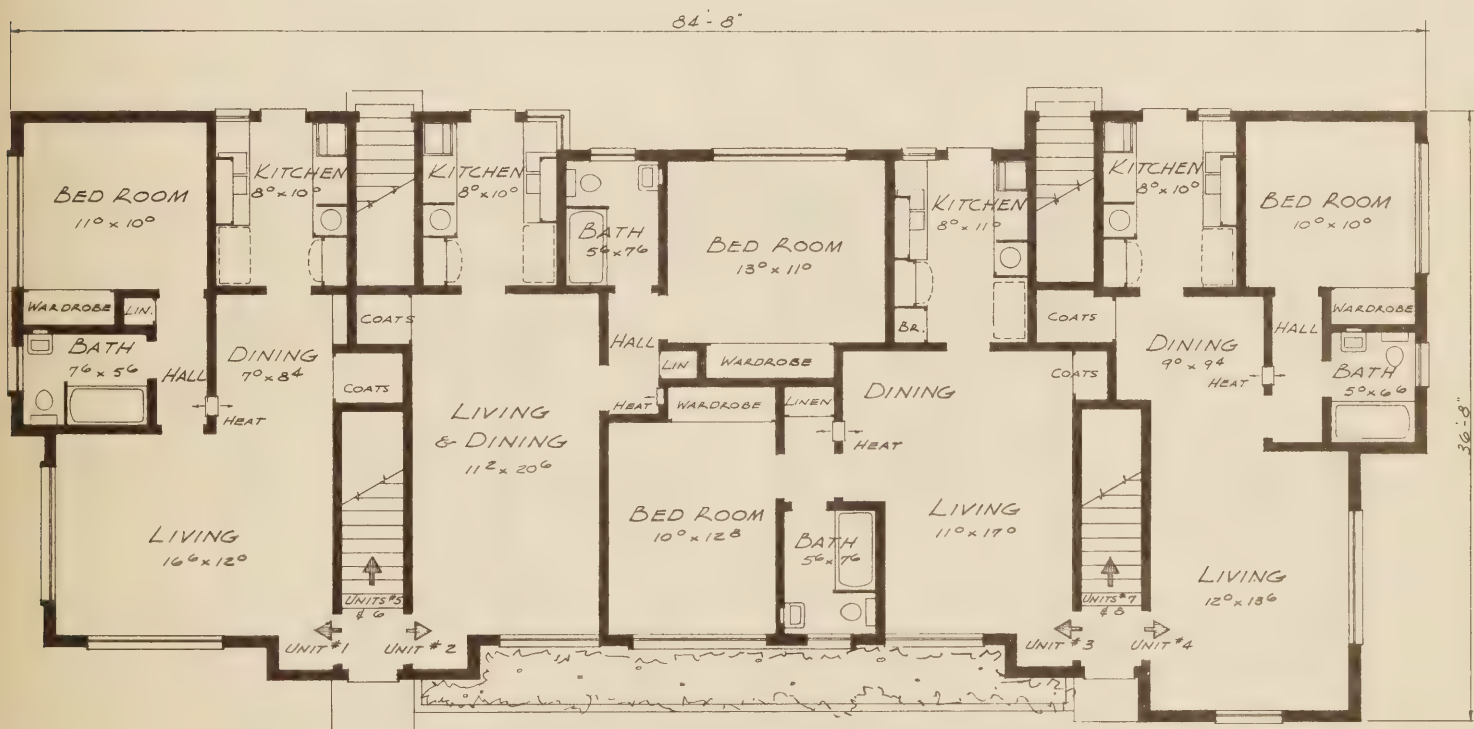 84'-8"
BED ROOM
11⁰ x 10⁰
KITCHEN
8⁰ x 10⁰
KITCHEN
8⁰ x 10⁰
BATH
5⁶ x 7⁶
BED ROOM
13⁰ x 11⁰
KITCHEN
8⁰ x 11⁰
KITCHEN
8⁰ x 10⁰
BED ROOM
10⁰ x 10⁰
WARDROBE
LIN.
BATH
7⁶ x 5⁶
HALL
DINING
7⁰ x 8⁴
HEAT
COATS
COATS
LIVING
& DINING
11² x 20⁶
HALL
LIN
HEAT
WARDROBE
WARDROBE
LINEN
BR.
DINING
HEAT
COATS
COATS
DINING
9⁰ x 9⁴
HEAT
HALL
WARDROBE
BATH
5⁰ x 6⁶
36'-8"
LIVING
16⁶ x 12⁰
BED ROOM
10⁰ x 12⁸
BATH
5⁶ x 7⁶
LIVING
11⁰ x 17⁰
LIVING
12⁰ x 13⁶
UNITS #5
& 6
UNIT #1
UNIT #2
UNITS #7
& 8
UNIT #3
UNIT #4